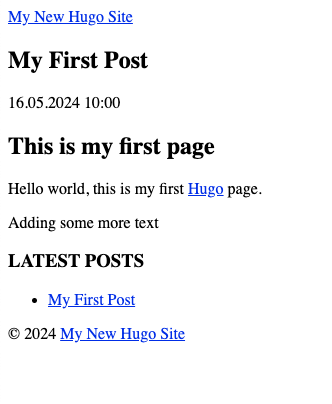 My New Hugo Site
My First Post
16.05.2024 10:00
This is my first page
Hello world, this is my first Hugo page.
Adding some more text
LATEST POSTS
• My First Post
© 2024 My New Hugo Site